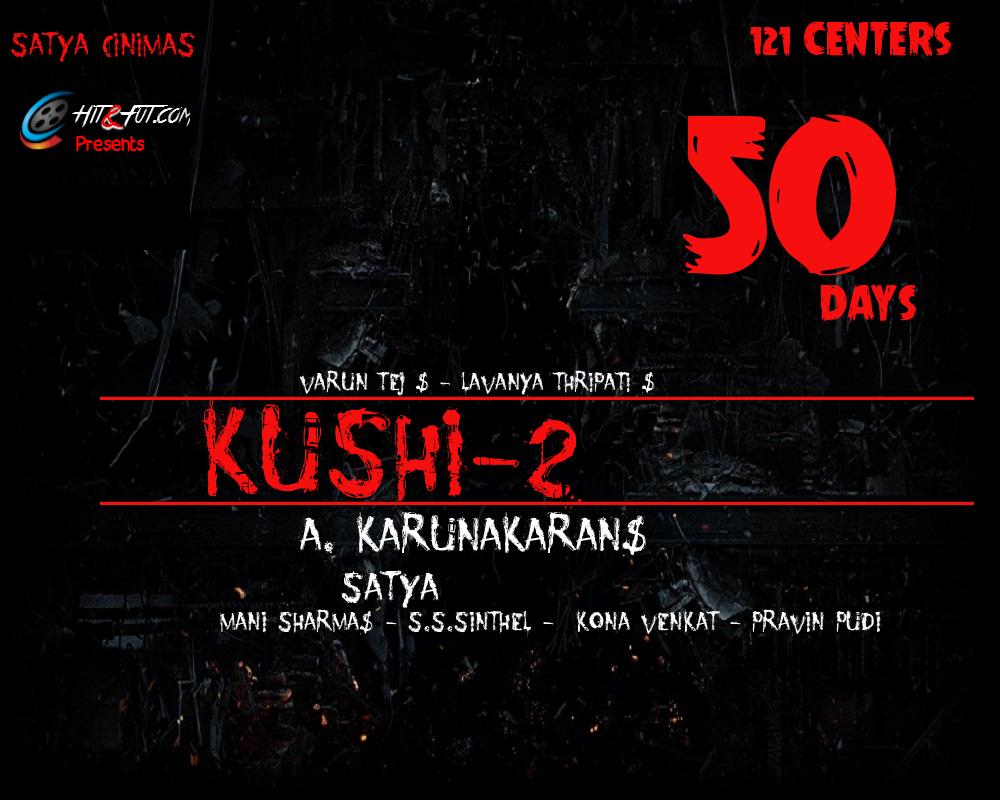 SATYA CINIMAS
121 CENTERS
HIT&FUT.COM
Presents
50
DAYS
VARUN TEJ $ - LAVANYA THRIPATI $
KUSHI-2
A. KARUNAKARAN$
SATYA
MANI SHARMA$ - S.S.SINTHEL - KONA VENKAT - PRAVIN PUDI